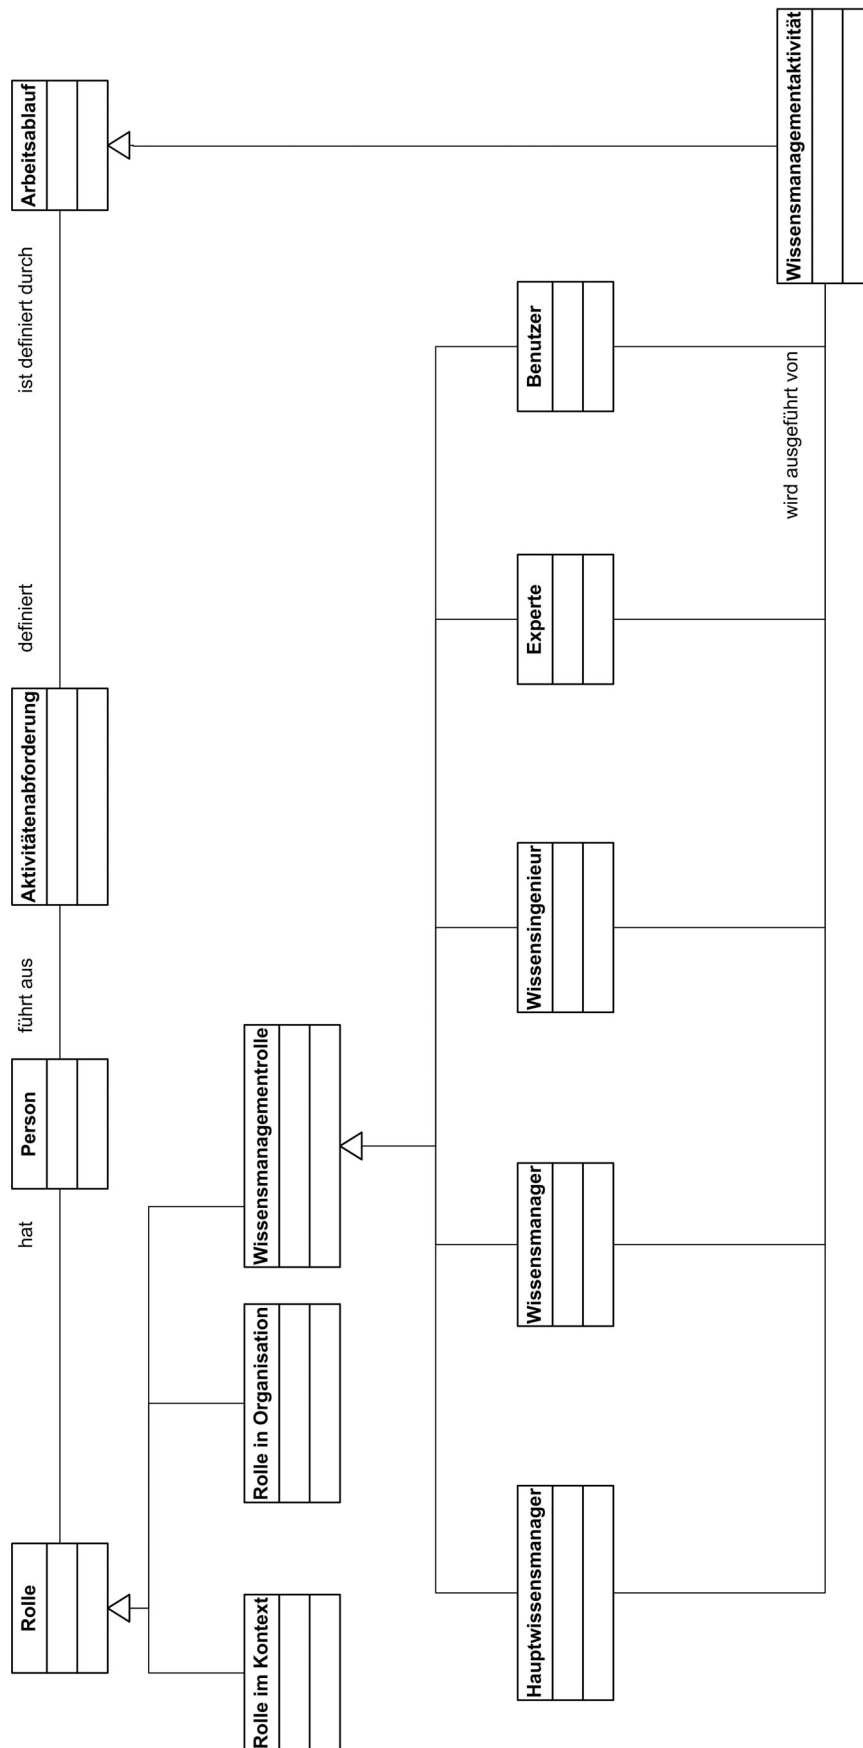 Rolle
hat
Person
führt aus
Aktivitätenabforderung
definiert
ist definiert durch
Arbeitsablauf
Rolle im Kontext
Rolle in Organisation
Wissensmanagementrolle
Hauptwissensmanager
Wissensmanager
Wissensingenieur
Experte
Benutzer
wird ausgeführt von
Wissensmanagementaktivität